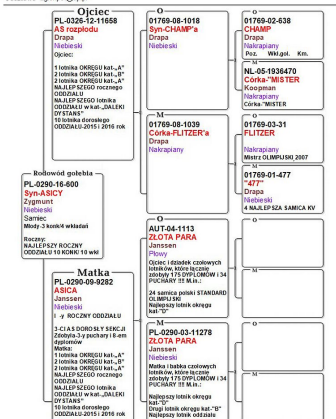 Rodowód gołębia
PL-0290-16-600
Syn-ASICY
Zygmunt
Niebieski
Samiec
Młody-3 konk/4 wkładań
Roczny:
NAJLEPSZY ROCZNY
ODDZIAŁU 10 KONK/ 10 wkl
Ojciec
PL-0326-12-11658
AS rozplodu
Drapa
Niebieski
Ojciec:
1 lotnika OKRĘGU kat-„A"
2 lotnika OKRĘGU kat-„B"
2 lotnika OKRĘGU kat-„A"
NAJLEPSZEGO rocznego
ODDZIAŁU
NAJLEPSZEGO lotnika
ODDZIAŁU w kat-„DALEKI
DYSTANS"
10 lotnika dorosłego
ODDZIAŁU-2015 i 2016 rok
Matka
PL-0290-09-9282
ASICA
Janssen
Niebieski
I -y ROCZNY ODDZIAŁU
3-CI AS DOROSŁY SEKCJI
Zdobyła 3-y puchary i 8-em
dyplomów
Matka:
1 lotnika OKRĘGU kat-„A"
2 lotnika OKRĘGU kat-„B"
2 lotnika OKRĘGU kat-„A"
NAJLEPSZEGO rocznego
ODDZIAŁU
NAJLEPSZEGO lotnika
ODDZIAŁU w kat-„DALEKI
DYSTANS"
10 lotnika dorosłego
ODDZIAŁU-2015 i 2016 rok
O
01769-08-1018
Syn-CHAMP'a
Drapa
Niebieski
M
01769-08-1039
Córka-FLITZER'a
Drapa
Nakrapiany
O
AUT-04-1113
ZŁOTA PARA
Janssen
Płowy
Ojciec i dziadek czołowych
lotników, które łącznie
zdobyły 175 DYPLOMÓW i 34
PUCHARY !!! M.in.:
24 samica polski STANDARD
OLIMPIJSKI
Najlepszy lotnik okręgu
kat-"D"
M
PL-0290-03-11278
ZŁOTA PARA
Janssen
Niebieski
Matka i babka czołowych
lotników, które łącznie
zdobyły 175 DYPLOMÓW i 34
PUCHARY !!! M.in.:
Najlepszy lotnik okręgu
kat-"D"
Drugi lotnik okręgu kat-"B"
Najlepszy lotnik oddziału
O
01769-02-638
CHAMP
Drapa
Nakrapiany
Poz. Wkl.goł. Km.
M
NL-05-1936470
Córka-"MISTER
Koopman
Nakrapiany
Córka-"MISTER
O
01769-03-31
FLITZER
Nakrapiany
Mistrz OLIMPIJSKI 2007
M
01769-01-477
"477"
Drapa
Niebieski
4 NAJLEPSZA SAMICA KV
O
M
O
M